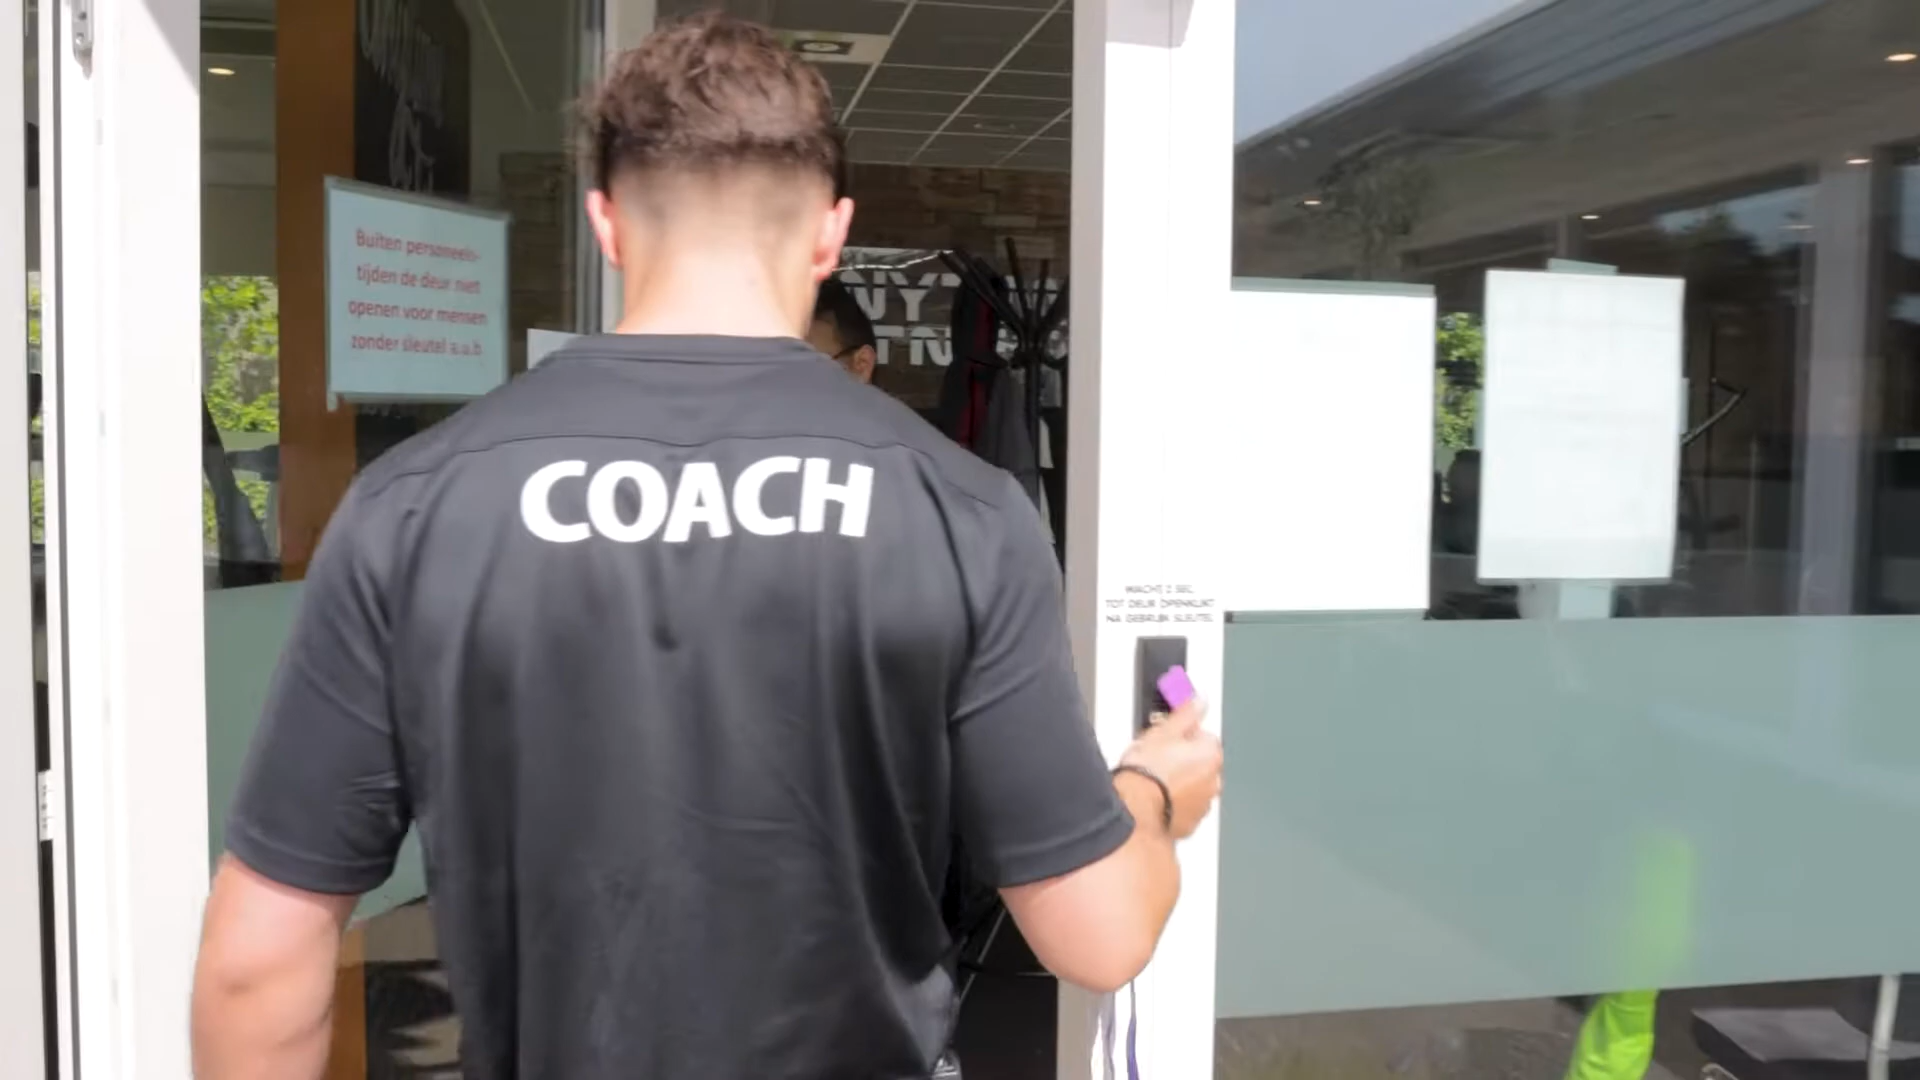 Buiten personeels-
tijden de deur niet
openen voor mensen
zonder sleutel a.u.b
COACH
WACHT 2 SEC
TOT DEUR OPENKLIKT
NA GEBRUIK SLEUTEL